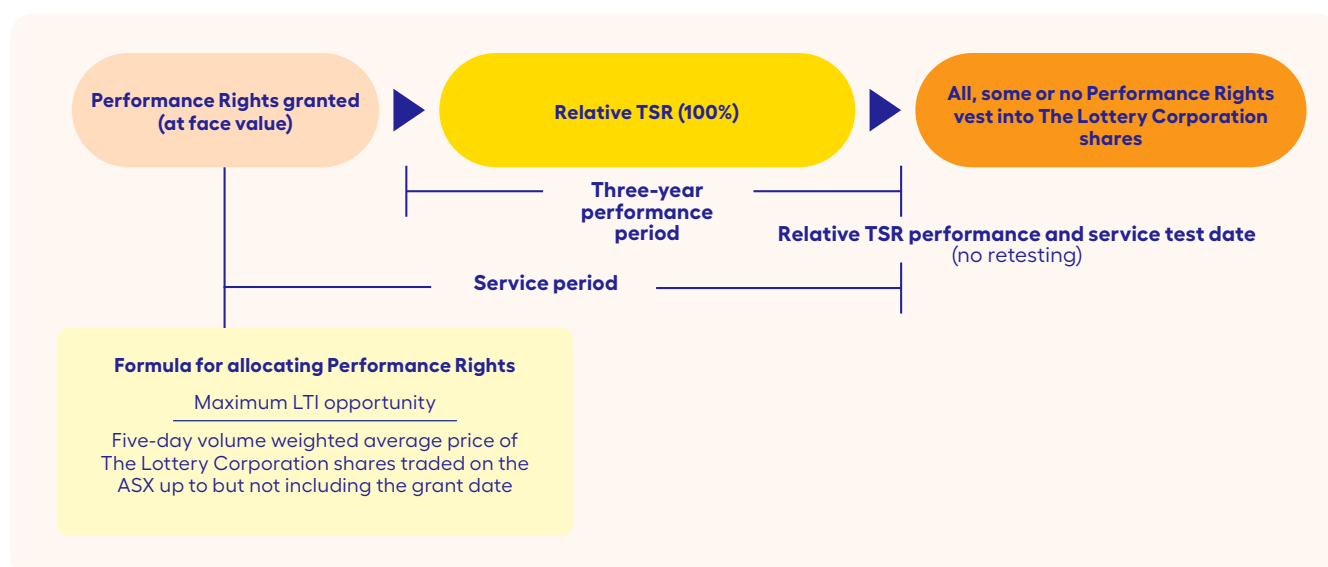 Performance Rights granted
(at face value)
Relative TSR (100%)
All, some or no Performance Rights
vest into The Lottery Corporation
shares
Three-year
performance
period
Relative TSR performance and service test date
(no retesting)
Service period
Formula for allocating Performance Rights
Maximum LTI opportunity
Five-day volume weighted average price of
The Lottery Corporation shares traded on the
ASX up to but not including the grant date